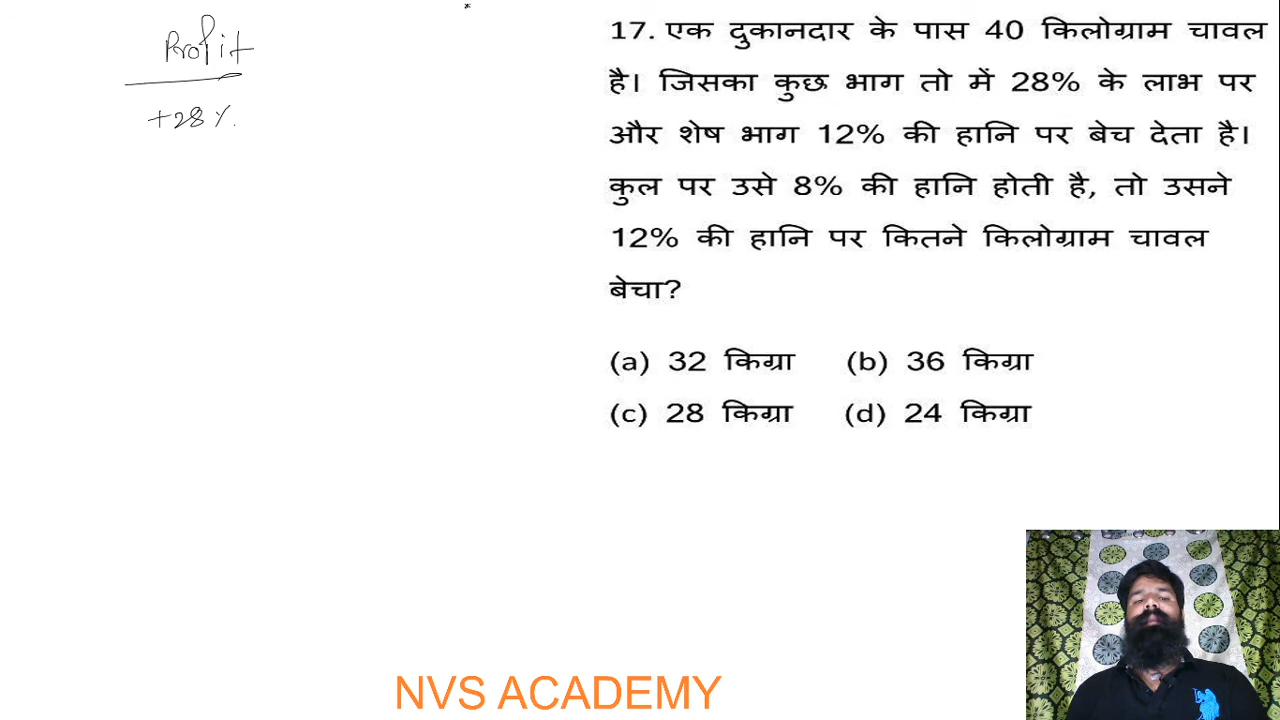 Profit
+28%.
17. एक दुकानदार के पास 40 किलोग्राम चावल
है। जिसका कुछ भाग तो में 28% के लाभ पर
और शेष भाग 12% की हानि पर बेच देता है।
कुल पर उसे 8% की हानि होती है, तो उसने
12% की हानि पर कितने किलोग्राम चावल
बेचा?
(a) 32 किग्रा (b) 36 किग्रा
(c) 28 किग्रा (d) 24 किग्रा
NVS ACADEMY